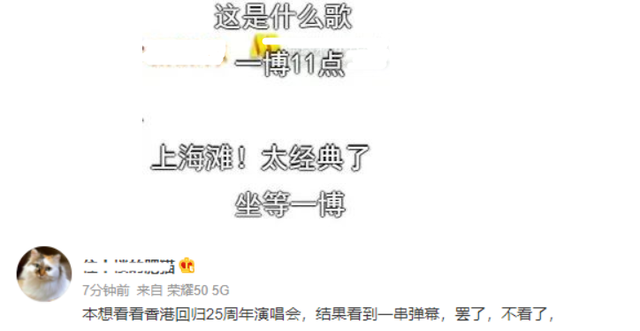 这是什么歌
一博11点
上海滩！太经典了
坐等一博
7分钟前 来自 荣耀50 5G
本想看看香港回归25周年演唱会，结果看到一串弹幕，罢了，不看了，